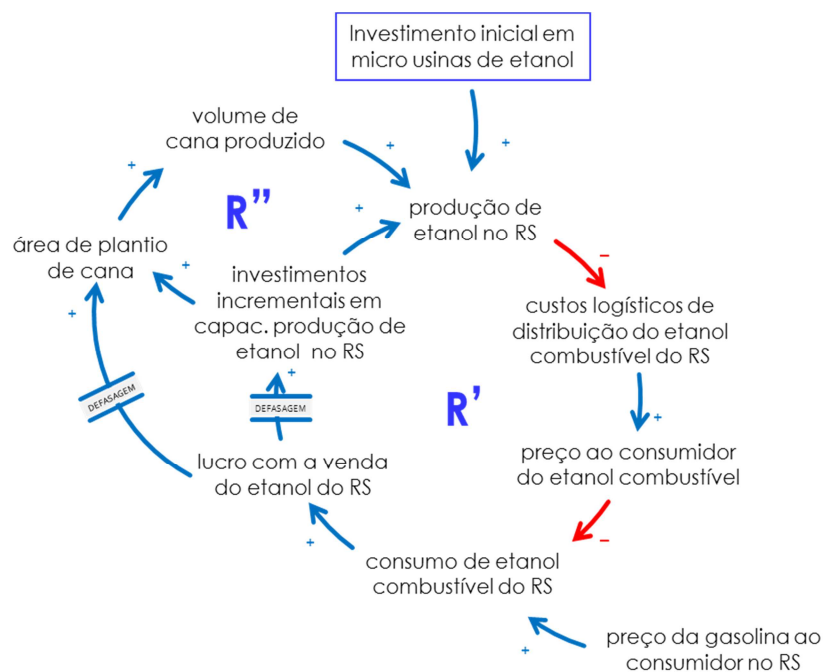 Investimento inicial em
micro usinas de etanol
+
volume de
cana produzido
+
+
R”
+
produção de
etanol no RS
–
área de plantio
de cana
+
+
investimentos
incrementais em
capac. produção de
etanol no RS
custos logísticos de
distribuição do etanol
combustível do RS
+
DEFASAGEM
DEFASAGEM
R’
+
preço ao consumidor
do etanol combustível
lucro com a venda
do etanol do RS
+
–
consumo de etanol
combustível do RS
+
preço da gasolina ao
consumidor no RS